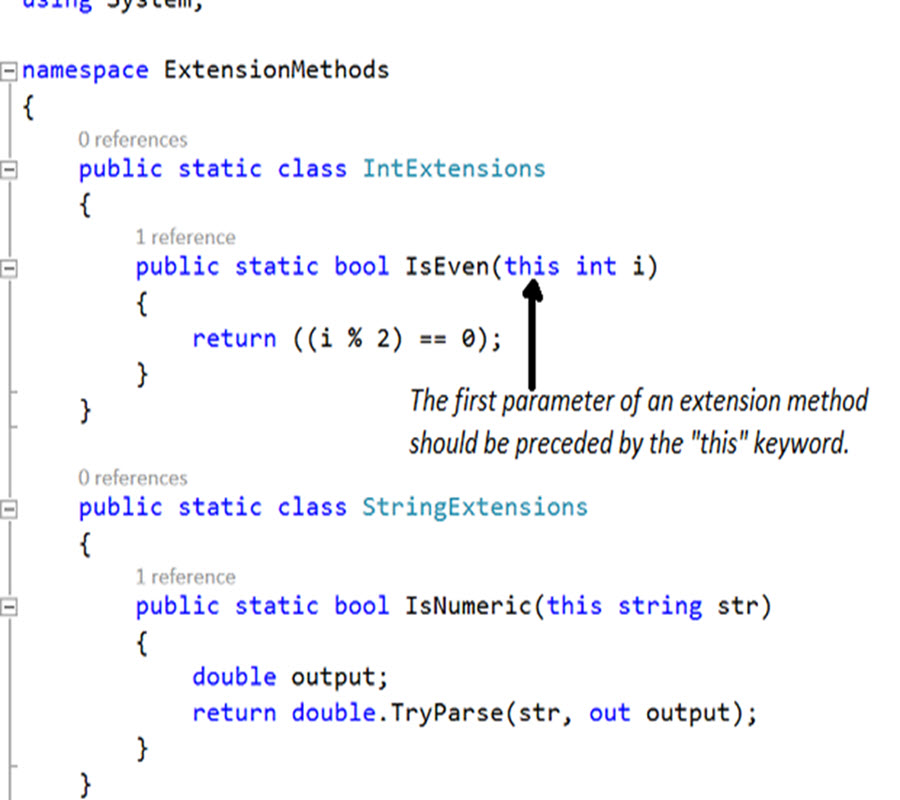 using System;
namespace ExtensionMethods
{
0 references
public static class IntExtensions
{
1 reference
public static bool IsEven(this int i)
{
return ((i % 2) == 0);
}
The first parameter of an extension method
}
should be preceded by the "this" keyword.
0 references
public static class StringExtensions
{
1 reference
public static bool IsNumeric(this string str)
{
double output;
return double.TryParse(str, out output);
}
}